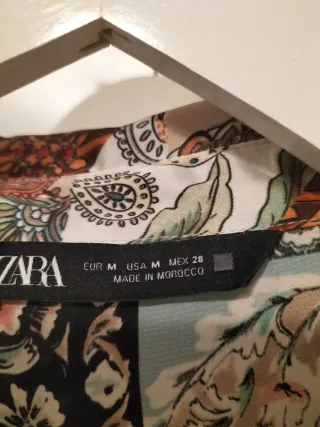 ZARA
EUR M USA M MEX 28
MADE IN MOROCCO